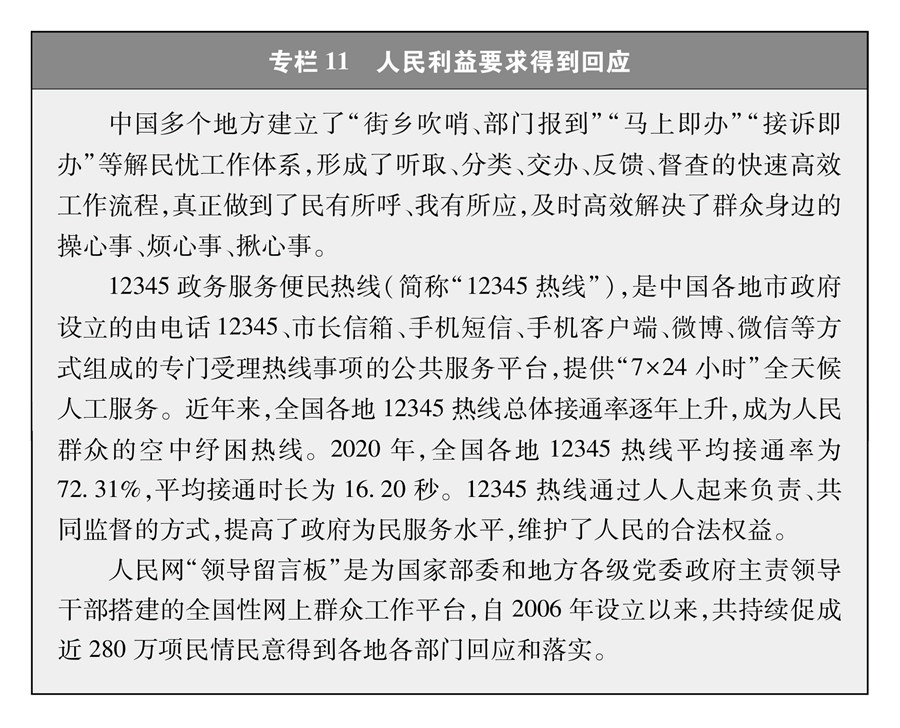 专栏 11　人民利益要求得到回应
中国多个地方建立了“街乡吹哨、部门报到”“马上即办”“接诉即
办”等解民忧工作体系,形成了听取、分类、交办、反馈、督查的快速高效
工作流程,真正做到了民有所呼、我有所应,及时高效解决了群众身边的
操心事、烦心事、揪心事。
12345 政务服务便民热线(简称“12345 热线”),是中国各地市政府
设立的由电话 12345、市长信箱、手机短信、手机客户端、微博、微信等方
式组成的专门受理热线事项的公共服务平台,提供“7×24 小时”全天候
人工服务。近年来,全国各地 12345 热线总体接通率逐年上升,成为人民
群众的空中纾困热线。2020 年,全国各地 12345 热线平均接通率为
72.31%,平均接通时长为 16.20 秒。12345 热线通过人人起来负责、共
同监督的方式,提高了政府为民服务水平,维护了人民的合法权益。
人民网“领导留言板”是为国家部委和地方各级党委政府主责领导
干部搭建的全国性网上群众工作平台,自 2006 年设立以来,共持续促成
近 280 万项民情民意得到各地各部门回应和落实。